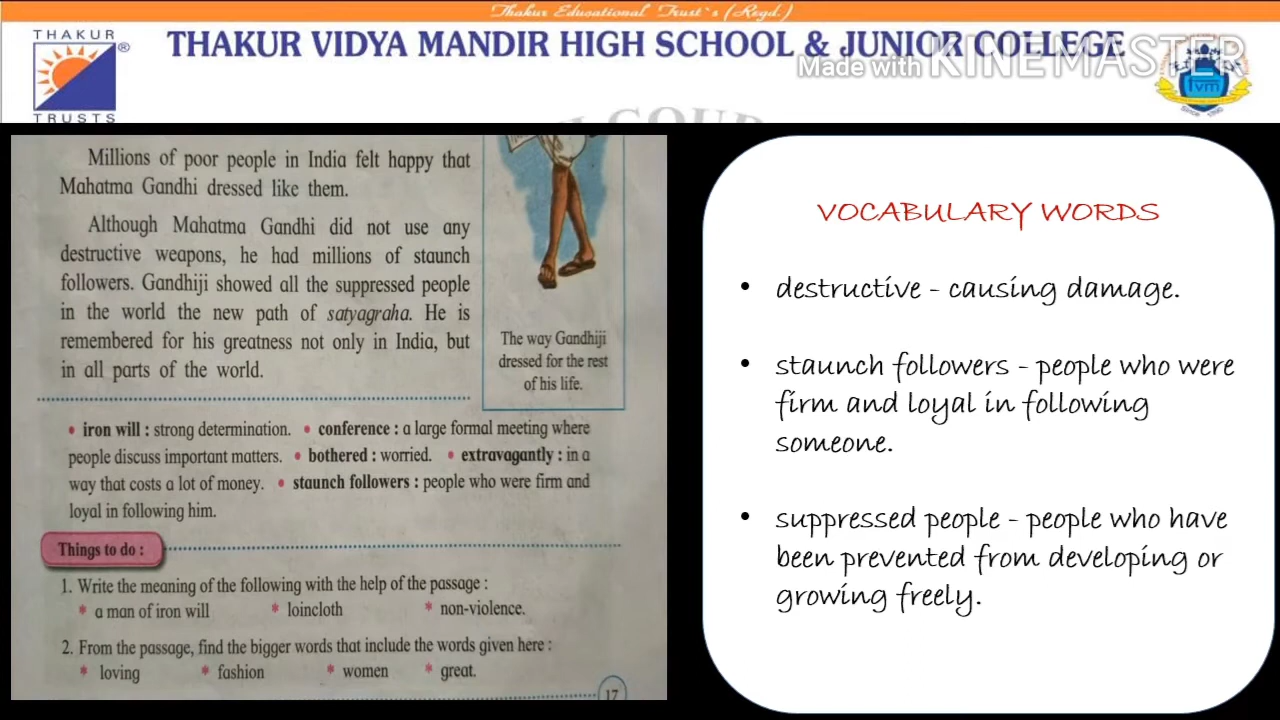 Thakur Educational Trust`s (Regd.)
THAKUR
®
TRUSTS
THAKUR VIDYA MANDIR HIGH SCHOOL & JUNIOR COLLEGE
Made with KINEMASTER
tvm
Millions of poor people in India felt happy that
Mahatma Gandhi dressed like them.
Although Mahatma Gandhi did not use any
destructive weapons, he had millions of staunch
followers. Gandhiji showed all the suppressed people
in the world the new path of satyagraha. He is
remembered for his greatness not only in India, but
in all parts of the world.
The way Gandhiji
dressed for the rest
of his life.
• iron will : strong determination. • conference : a large formal meeting where
people discuss important matters. • bothered : worried. • extravagantly : in a
way that costs a lot of money. • staunch followers : people who were firm and
loyal in following him.
Things to do :
1. Write the meaning of the following with the help of the passage :
* a man of iron will * loincloth * non-violence.
2. From the passage, find the bigger words that include the words given here :
* loving * fashion * women * great.
17
VOCABULARY WORDS
• destructive - causing damage.
• staunch followers - people who were
firm and loyal in following
someone.
• suppressed people - people who have
been prevented from developing or
growing freely.